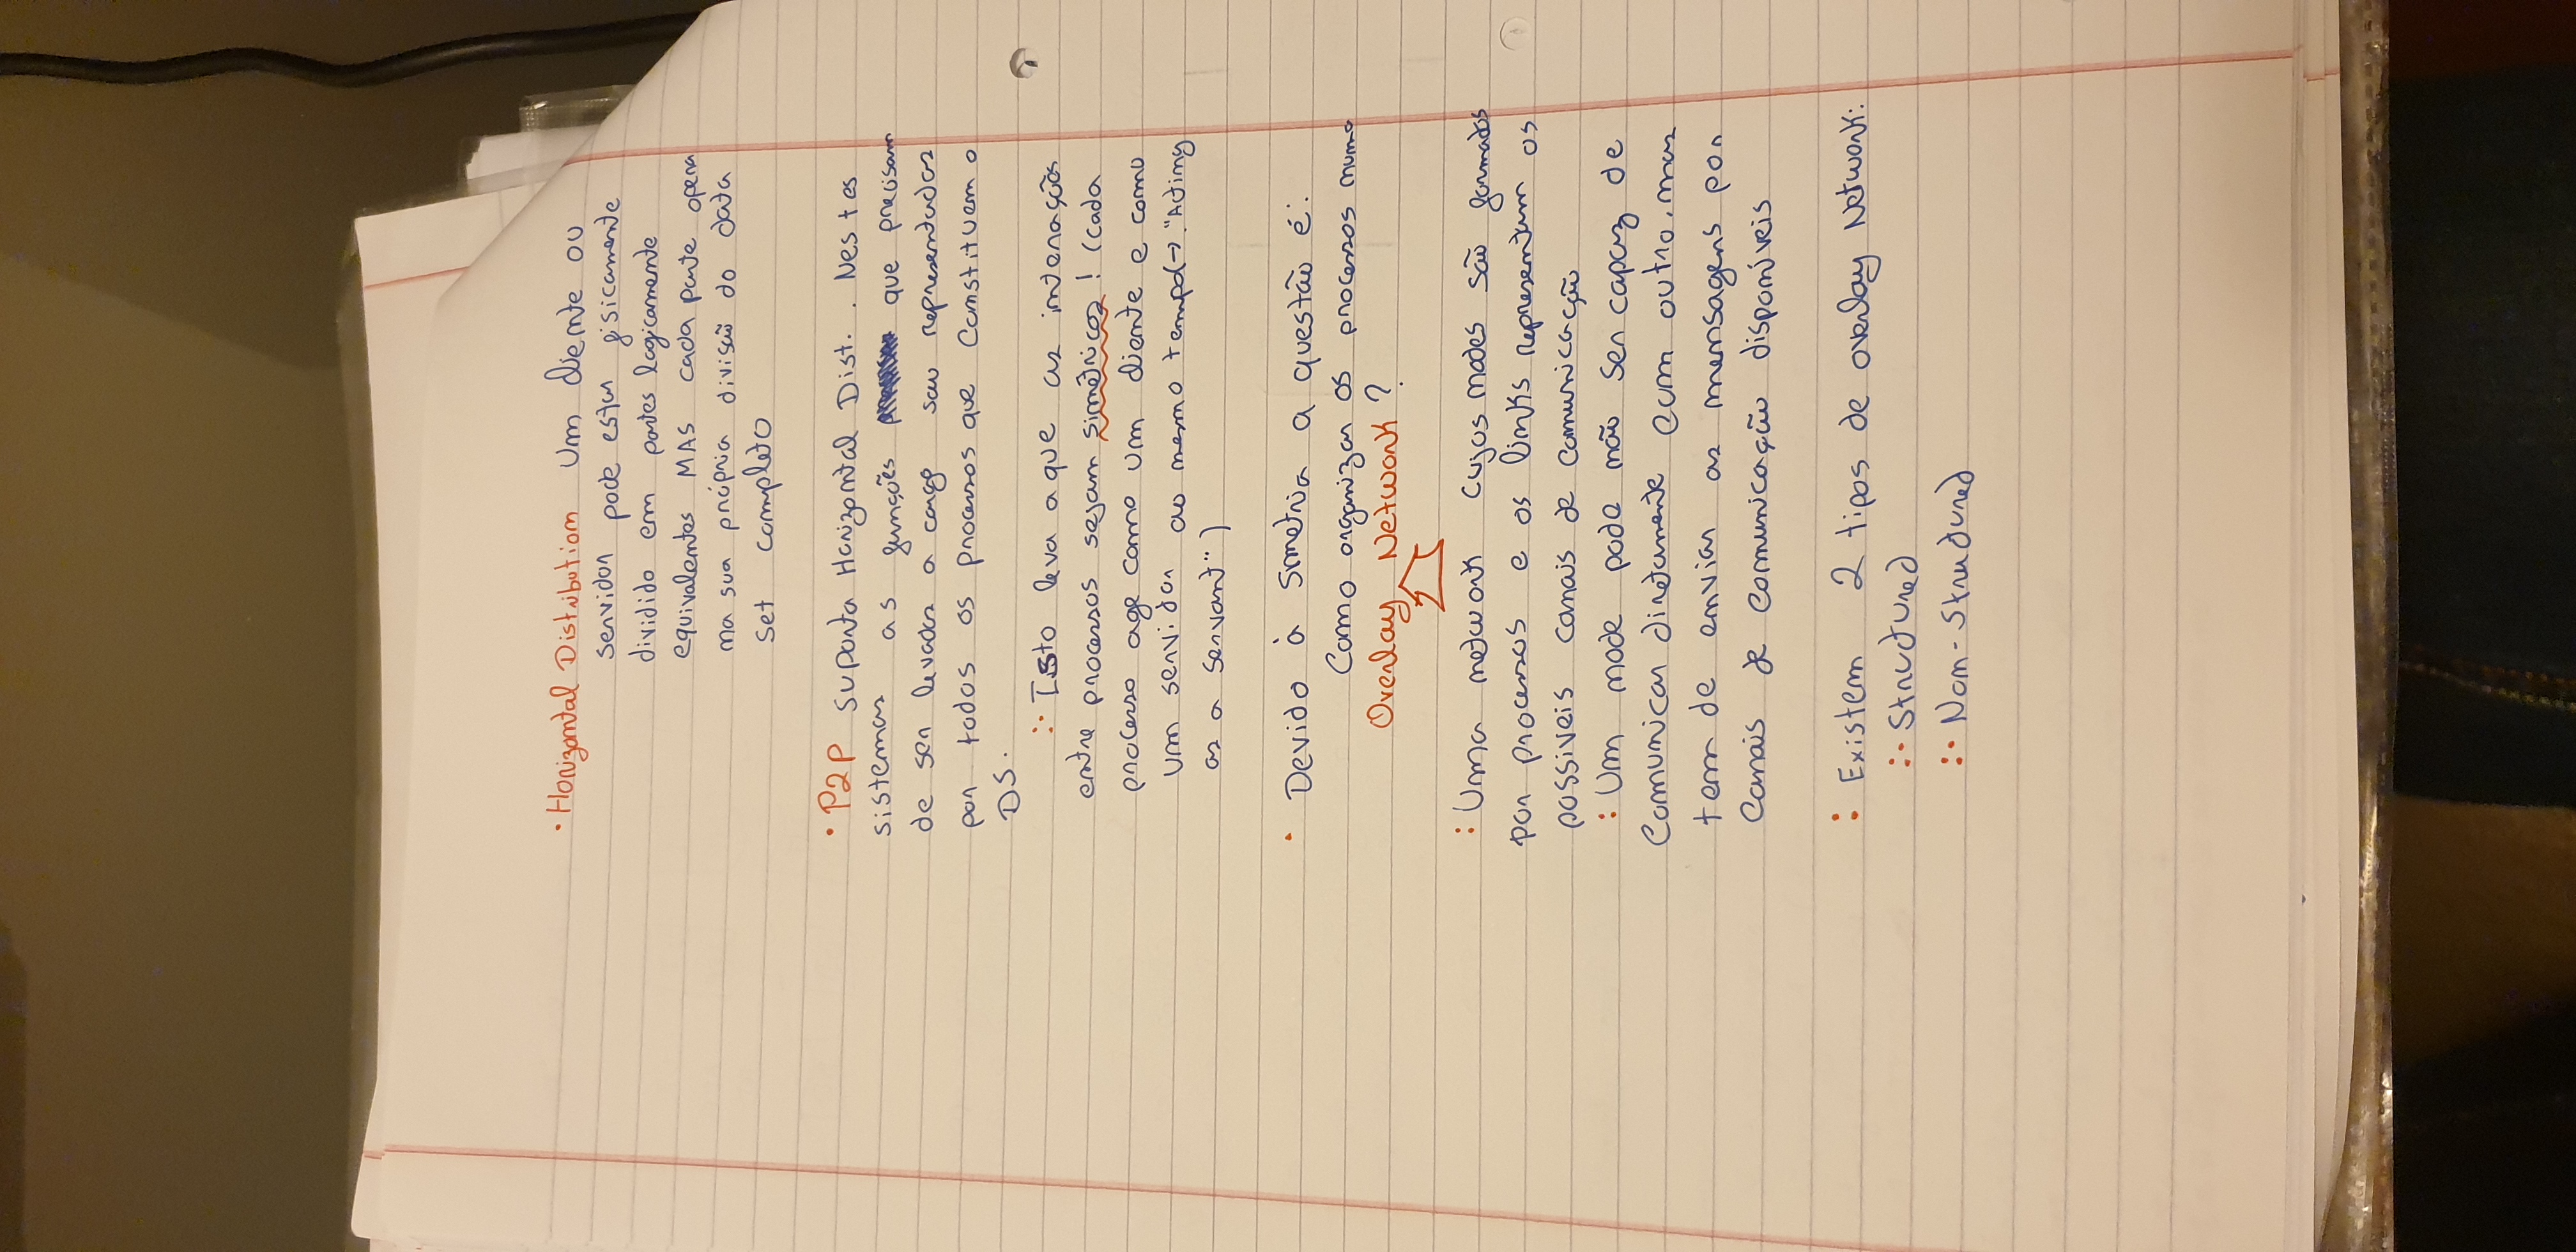 · Horizontal Distribution Um cliente ou
servidor pode estar fisicamente
dividido em partes logicamente
equivalentes MAS cada parte opera
na sua própria divisão do data
set completo
· P2P suporta Horizontal Dist. . Nestes
sistemas as funções que precisam
de ser levadas a cargo sao representadas
por todos os processos que constituem o
DS.
:· Isto leva a que as interações
entre processos sejam simétricas ! (cada
processo age como um cliente e como
um servidor ao mesmo tempo (→ "Acting
as a servant")
· Devido à simetria a questão é:
Como organizar os processos numa
Overlay Network ?
: Uma network cujos nodes são formados
por processos e os links representam os
possiveis canais de comunicação
: Um node pode não ser capaz de
comunicar diretamente com outro, mas
tem de enviar as mensagens por
canais de comunicação disponíveis
: Existem 2 tipos de overlay Network:
:· Structured
:· Non-Structured